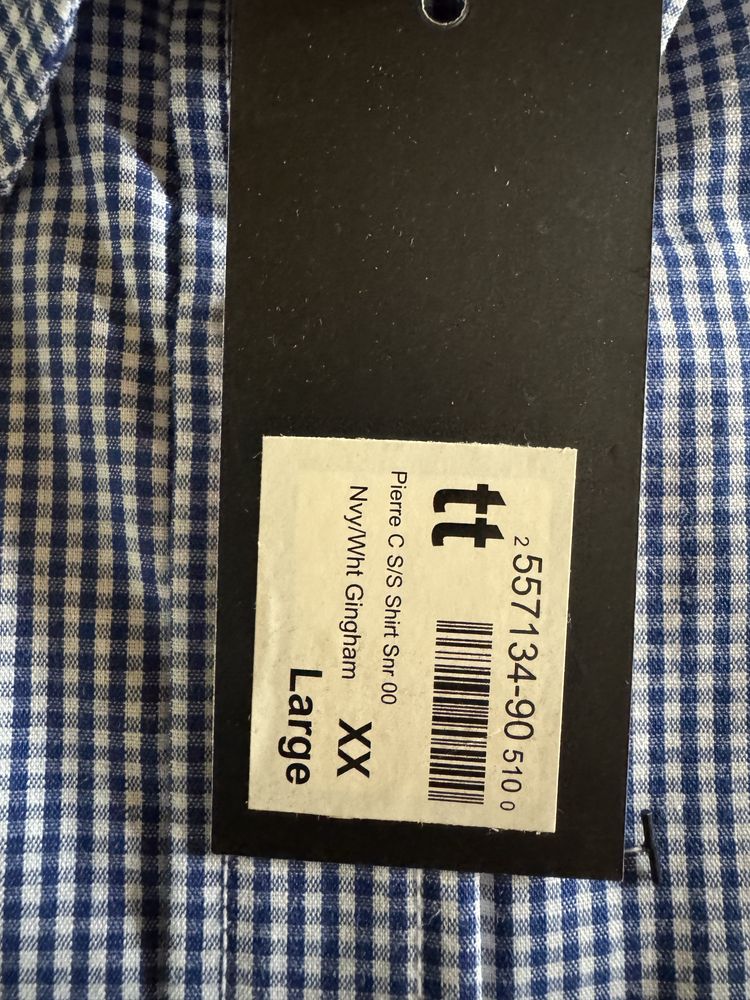 2 557134-90 510 0
tt
Pierre C S/S Shirt Snr 00
Nvy/Wht Gingham
XX
Large